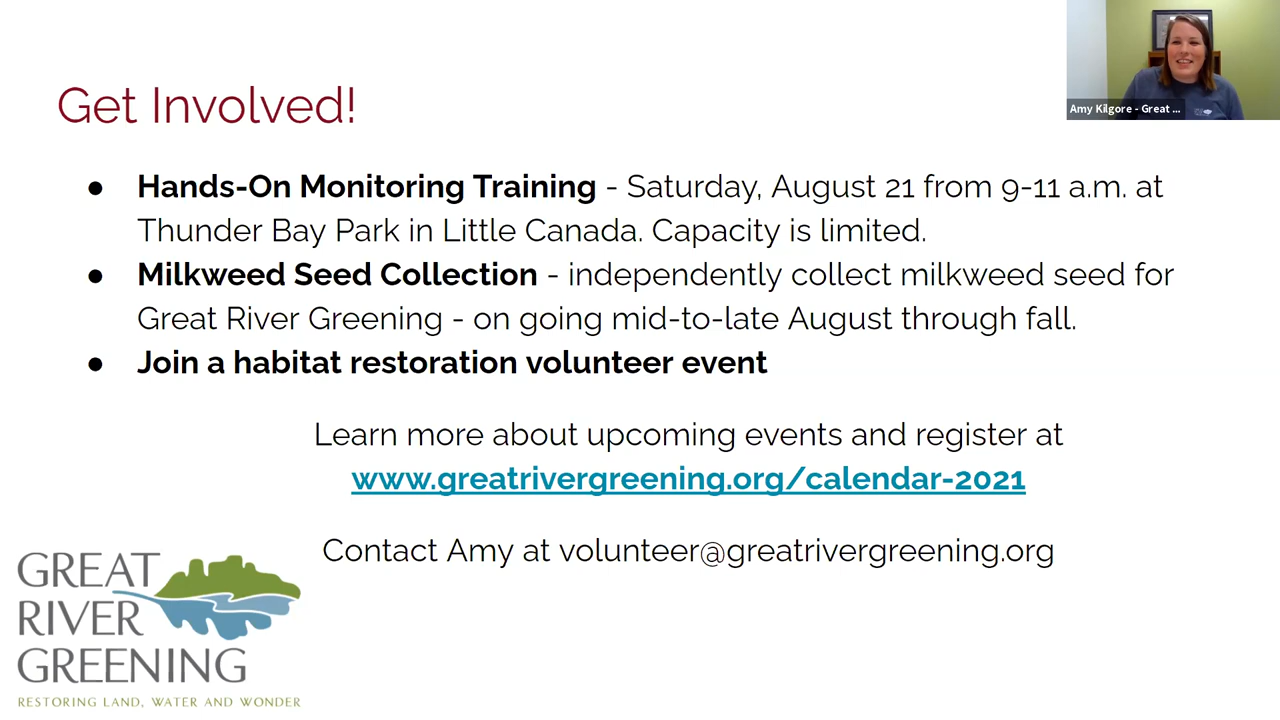 Amy Kilgore - Great ...
Get Involved!
● Hands-On Monitoring Training - Saturday, August 21 from 9-11 a.m. at
Thunder Bay Park in Little Canada. Capacity is limited.
● Milkweed Seed Collection - independently collect milkweed seed for
Great River Greening - on going mid-to-late August through fall.
● Join a habitat restoration volunteer event
Learn more about upcoming events and register at
www.greatrivergreening.org/calendar-2021
Contact Amy at volunteer@greatrivergreening.org
GREAT
RIVER
GREENING
RESTORING LAND, WATER AND WONDER